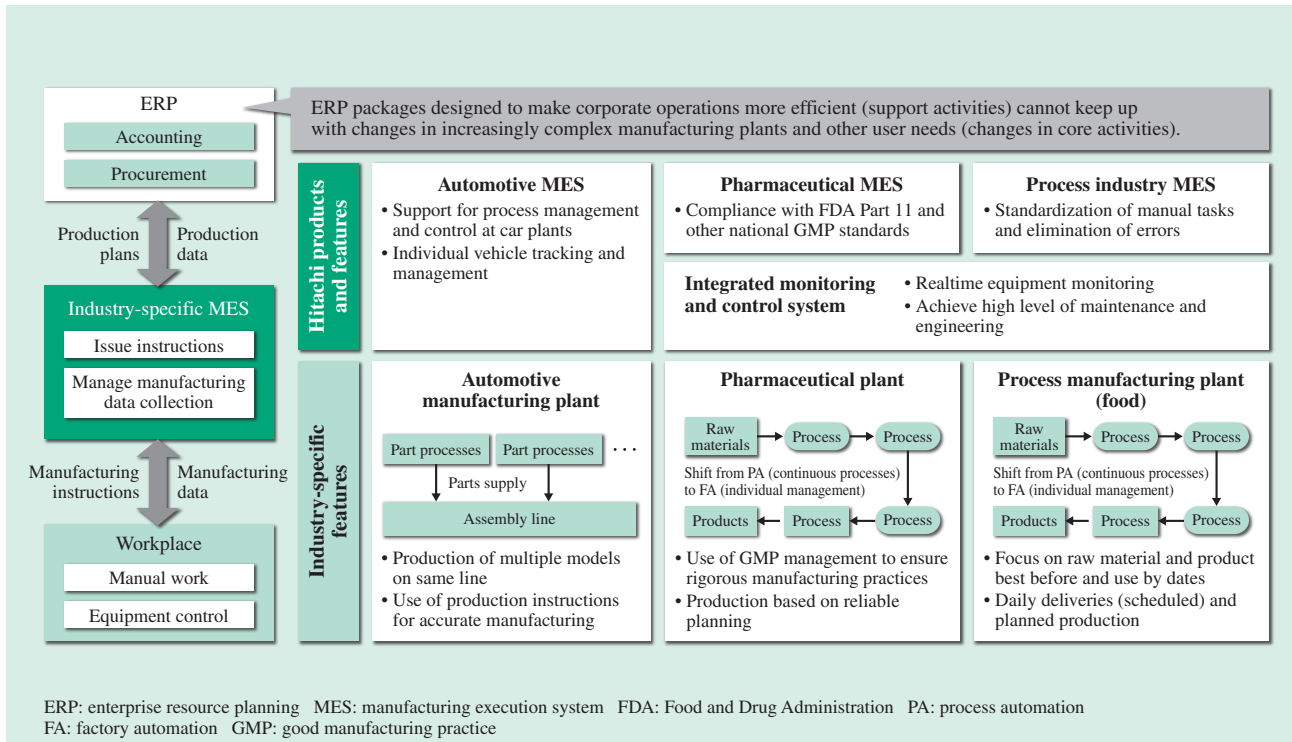 ERP
Accounting
Procurement
ERP packages designed to make corporate operations more efficient (support activities) cannot keep up
with changes in increasingly complex manufacturing plants and other user needs (changes in core activities).
Production
plans
Production
data
Industry-specific MES
Issue instructions
Manage manufacturing
data collection
Manufacturing
instructions
Manufacturing
data
Workplace
Manual work
Equipment control
Hitachi products
and features
Automotive MES
• Support for process management
and control at car plants
• Individual vehicle tracking and
management
Pharmaceutical MES
• Compliance with FDA Part 11 and
other national GMP standards
Process industry MES
• Standardization of manual tasks
and elimination of errors
Integrated monitoring
and control system
• Realtime equipment monitoring
• Achieve high level of maintenance and
engineering
Industry-specific
features
Automotive
manufacturing plant
Part processes
Part processes
...
Parts supply
Assembly line
• Production of multiple models
on same line
• Use of production instructions
for accurate manufacturing
Pharmaceutical plant
Raw
materials
Process
Process
Shift from PA (continuous processes)
to FA (individual management)
Products
Process
Process
• Use of GMP management to ensure
rigorous manufacturing practices
• Production based on reliable
planning
Process manufacturing plant
(food)
Raw
materials
Process
Process
Shift from PA (continuous processes)
to FA (individual management)
Products
Process
Process
• Focus on raw material and product
best before and use by dates
• Daily deliveries (scheduled) and
planned production
ERP: enterprise resource planning MES: manufacturing execution system FDA: Food and Drug Administration PA: process automation
FA: factory automation GMP: good manufacturing practice